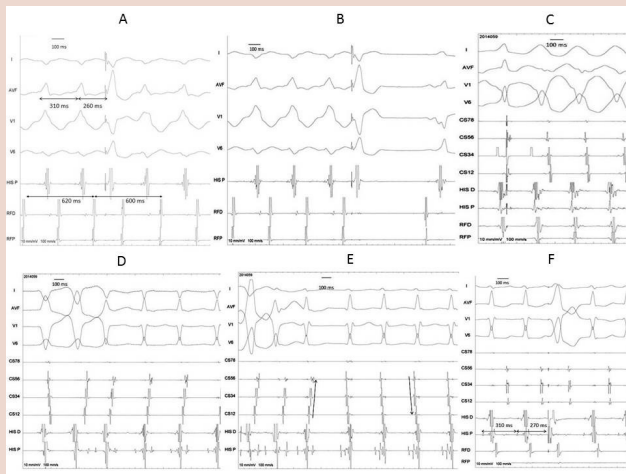 A
100 ms
I
AVF
310 ms
260 ms
V1
V6
HIS P
620 ms
600 ms
RFD
RFP
10 mm/mV 100 mm/s
B
100 ms
I
AVF
V1
V6
HIS P
RFD
RFP
10 mm/mV 100 mm/s
C
100 ms
I
AVF
V1
V6
CS78
CS56
CS34
CS12
HIS D
HIS P
RFD
RFP
10 mm/mV 100 mm/s
D
100 ms
I
AVF
V1
V6
CS78
CS56
CS34
CS12
HIS D
HIS P
10 mm/mV 100 mm/s
E
100 ms
I
AVF
V1
V6
CS78
CS56
CS34
CS12
HIS D
HIS P
10 mm/mV 100 mm/s
F
100 ms
I
AVF
V1
V6
CS78
CS56
CS34
CS12
HIS D
310 ms
270 ms
HIS P
RFD
RFP
10 mm/mV 100 mm/s